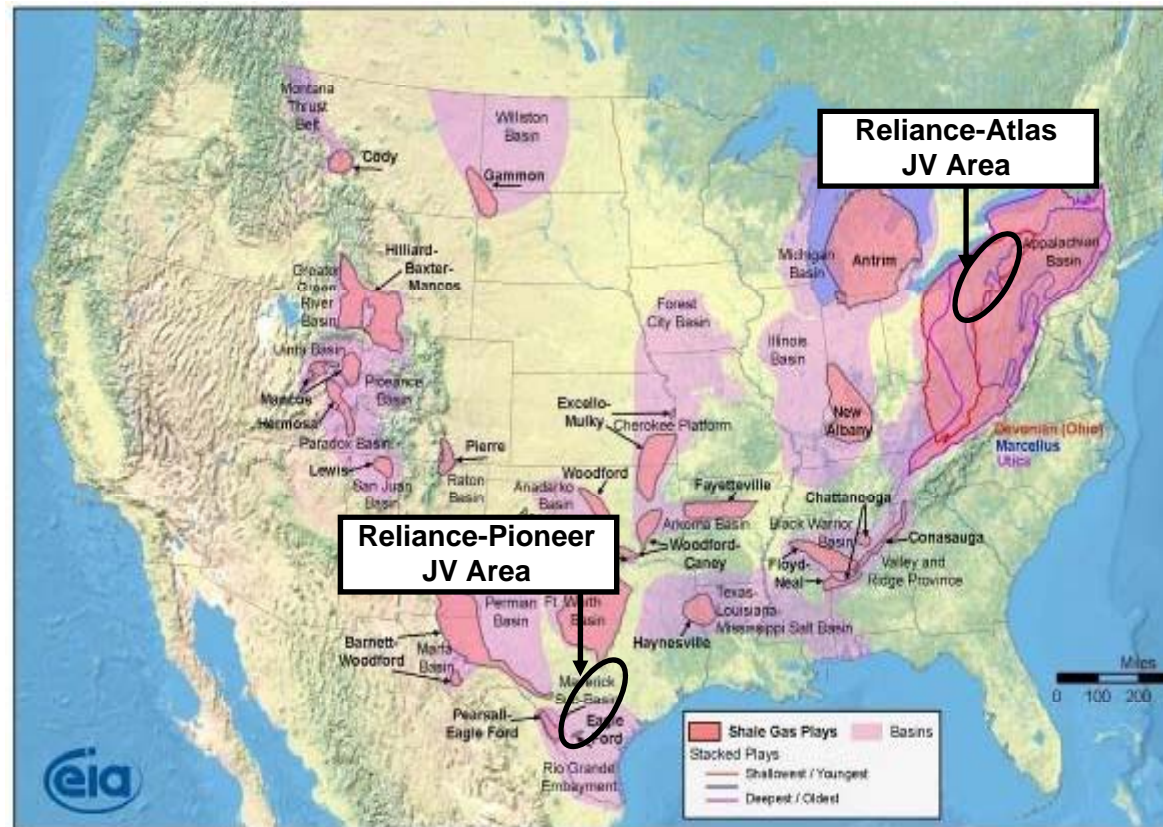 Montana
Thrust
Belt
Cody
Williston
Basin
Gammon
Reliance-Atlas
JV Area
Michigan
Basin
Antrim
Appalachian
Basin
Hilliard-
Baxter-
Mancos
Greater
Green
River
Basin
Uinta Basin
Piceance
Basin
Mancos
Hermosa
Paradox Basin
Lewis
San Juan
Basin
Pierre
Raton
Basin
Forest
City Basin
Illinois
Basin
Excello-
Mulky
Cherokee Platform
New
Albany
Devonian (Ohio)
Marcellus
Utica
Woodford
Anadarko
Basin
Fayetteville
Arkoma Basin
Chattanooga
Black Warrior
Basin
Conasauga
Woodford-
Caney
Floyd-
Neal
Valley and
Ridge Province
Reliance-Pioneer
JV Area
Permian
Basin
Ft. Worth
Basin
Texas-
Louisiana-
Mississippi Salt Basin
Haynesville
Barnett-
Woodford
Marfa
Basin
Maverick
Sub-Basin
Pearsall-
Eagle Ford
Eagle
Ford
Rio Grande
Embayment
Miles
0 100 200
Shale Gas Plays
Basins
Stacked Plays
Shallowest / Youngest
Deepest / Oldest
eia